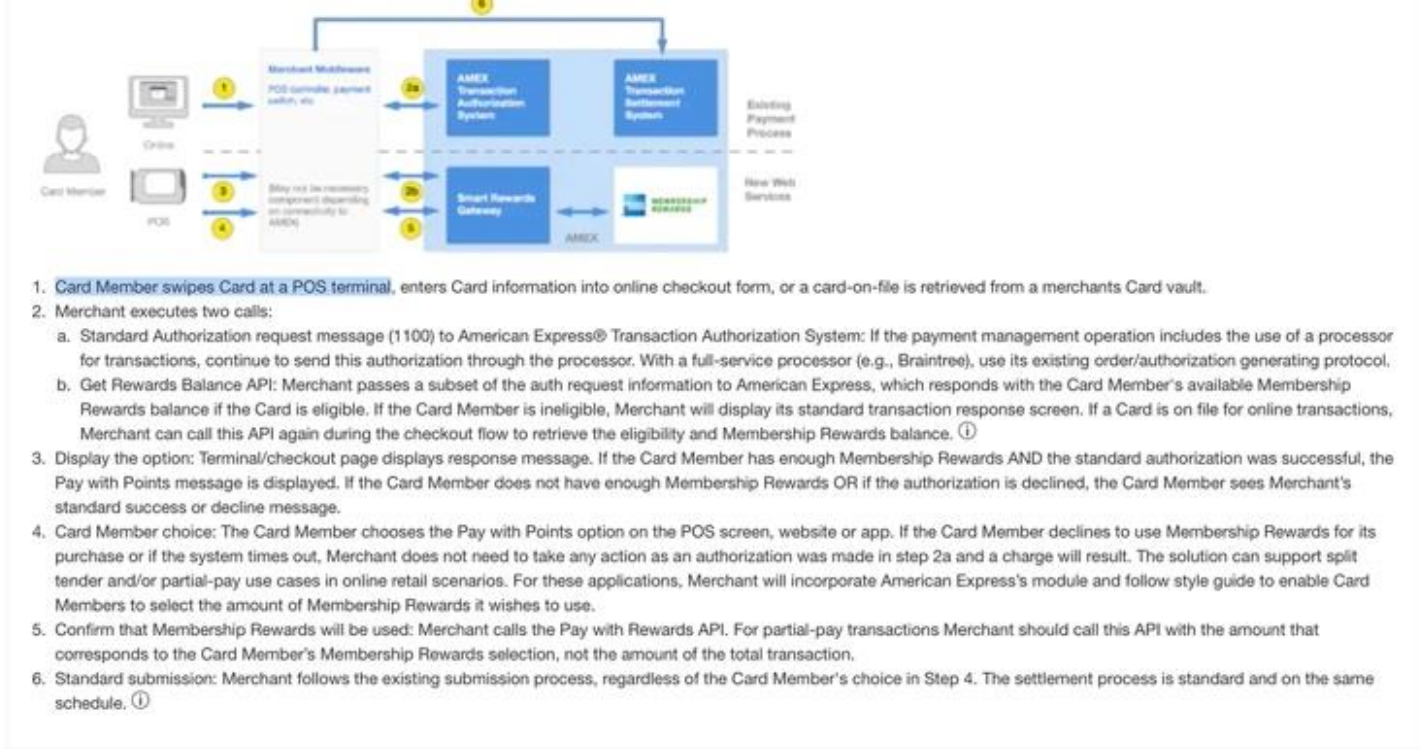 6
Merchant Middleware
POS controller, payment
switch, etc
AMEX
Transaction
Authorization
System
AMEX
Transaction
Settlement
System
1
2a
Existing
Payment
Process
Online
Card Member
POS
3
4
(May not be necessary
component depending
on connectivity to
AMEX)
2b
5
Smart Rewards
Gateway
MEMBERSHIP
REWARDS
AMEX
New Web
Services
1. Card Member swipes Card at a POS terminal, enters Card information into online checkout form, or a card-on-file is retrieved from a merchants Card vault.
2. Merchant executes two calls:
a. Standard Authorization request message (1100) to American Express® Transaction Authorization System: If the payment management operation includes the use of a processor
for transactions, continue to send this authorization through the processor. With a full-service processor (e.g., Braintree), use its existing order/authorization generating protocol.
b. Get Rewards Balance API: Merchant passes a subset of the auth request information to American Express, which responds with the Card Member's available Membership
Rewards balance if the Card is eligible. If the Card Member is ineligible, Merchant will display its standard transaction response screen. If a Card is on file for online transactions,
Merchant can call this API again during the checkout flow to retrieve the eligibility and Membership Rewards balance. ⓘ
3. Display the option: Terminal/checkout page displays response message. If the Card Member has enough Membership Rewards AND the standard authorization was successful, the
Pay with Points message is displayed. If the Card Member does not have enough Membership Rewards OR if the authorization is declined, the Card Member sees Merchant's
standard success or decline message.
4. Card Member choice: The Card Member chooses the Pay with Points option on the POS screen, website or app. If the Card Member declines to use Membership Rewards for its
purchase or if the system times out, Merchant does not need to take any action as an authorization was made in step 2a and a charge will result. The solution can support split
tender and/or partial-pay use cases in online retail scenarios. For these applications, Merchant will incorporate American Express's module and follow style guide to enable Card
Members to select the amount of Membership Rewards it wishes to use.
5. Confirm that Membership Rewards will be used: Merchant calls the Pay with Rewards API. For partial-pay transactions Merchant should call this API with the amount that
corresponds to the Card Member's Membership Rewards selection, not the amount of the total transaction.
6. Standard submission: Merchant follows the existing submission process, regardless of the Card Member's choice in Step 4. The settlement process is standard and on the same
schedule. ⓘ